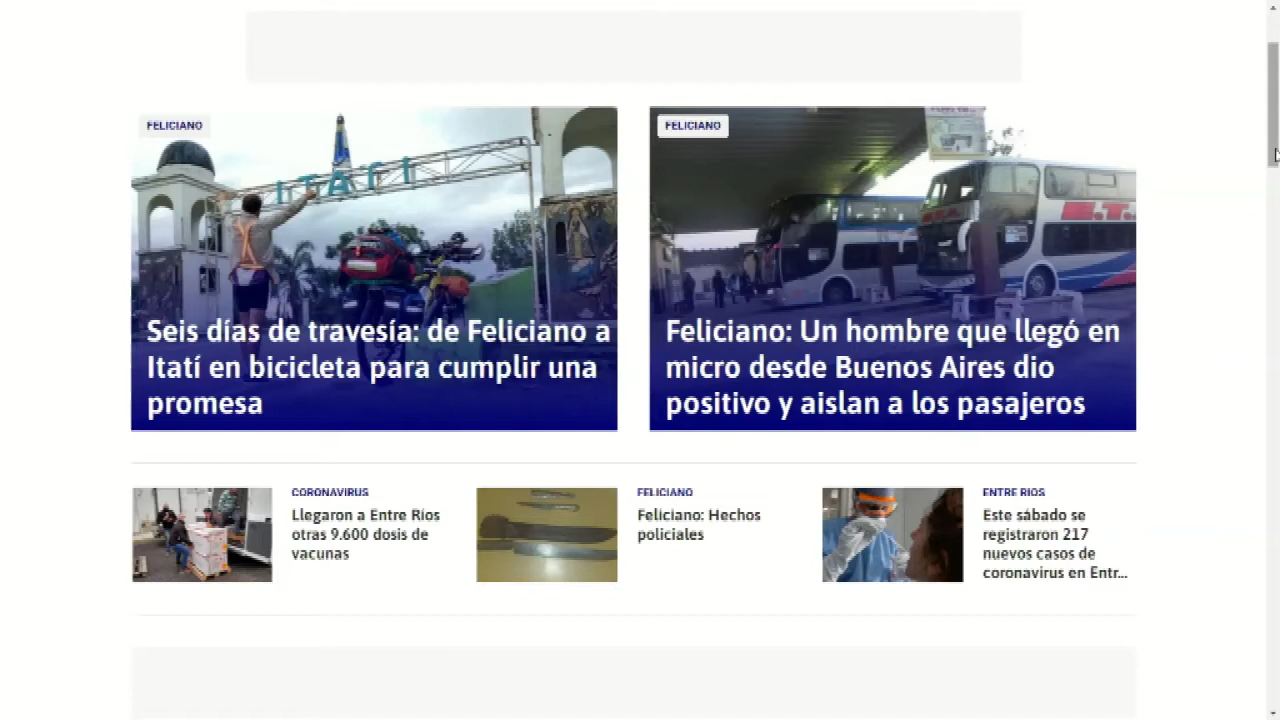 FELICIANO
ITATI
Seis días de travesía: de Feliciano a
Itatí en bicicleta para cumplir una
promesa
FELICIANO
E.T.
Feliciano: Un hombre que llegó en
micro desde Buenos Aires dio
positivo y aislan a los pasajeros
CORONAVIRUS
Llegaron a Entre Ríos
otras 9.600 dosis de
vacunas
FELICIANO
Feliciano: Hechos
policiales
ENTRE RIOS
Este sábado se
registraron 217
nuevos casos de
coronavirus en Entr...